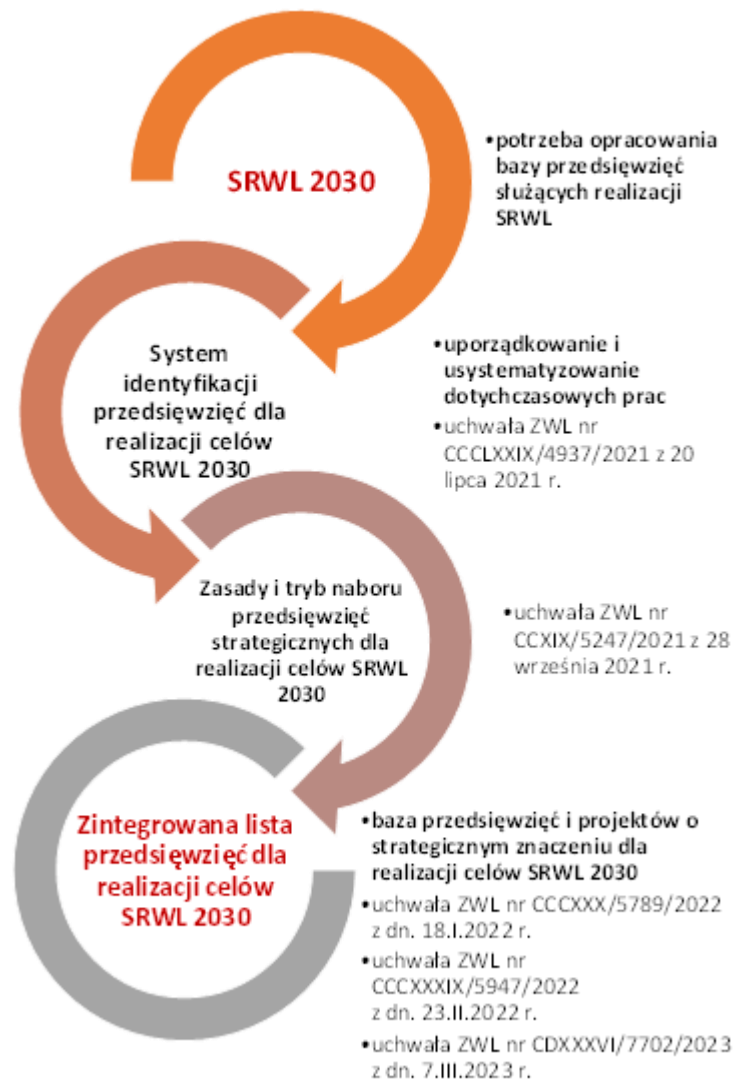 SRWL 2030
•potrzeba opracowania
bazy przedsięwzięć
służących realizacji
SRWL
System
identyfikacji
przedsięwzięć dla
realizacji celów
SRWL 2030
•uporządkowanie i
usystematyzowanie
dotychczasowych prac
•uchwała ZWL nr
CCCLXXIX/4937/2021 z 20
lipca 2021 r.
Zasady i tryb naboru
przedsięwzięć
strategicznych dla
realizacji celów SRWL
2030
•uchwała ZWL nr
CCXIX/5247/2021 z 28
września 2021 r.
Zintegrowana lista
przedsięwzięć dla
realizacji celów
SRWL 2030
•baza przedsięwzięć i projektów o
strategicznym znaczeniu dla
realizacji celów SRWL 2030
•uchwała ZWL nr CCCXXX/5789/2022
z dn. 18.I.2022 r.
•uchwała ZWL nr
CCCXXXIX/5947/2022
z dn. 23.II.2022 r.
•uchwała ZWL nr CDXXXVI/7702/2023
z dn. 7.III.2023 r.